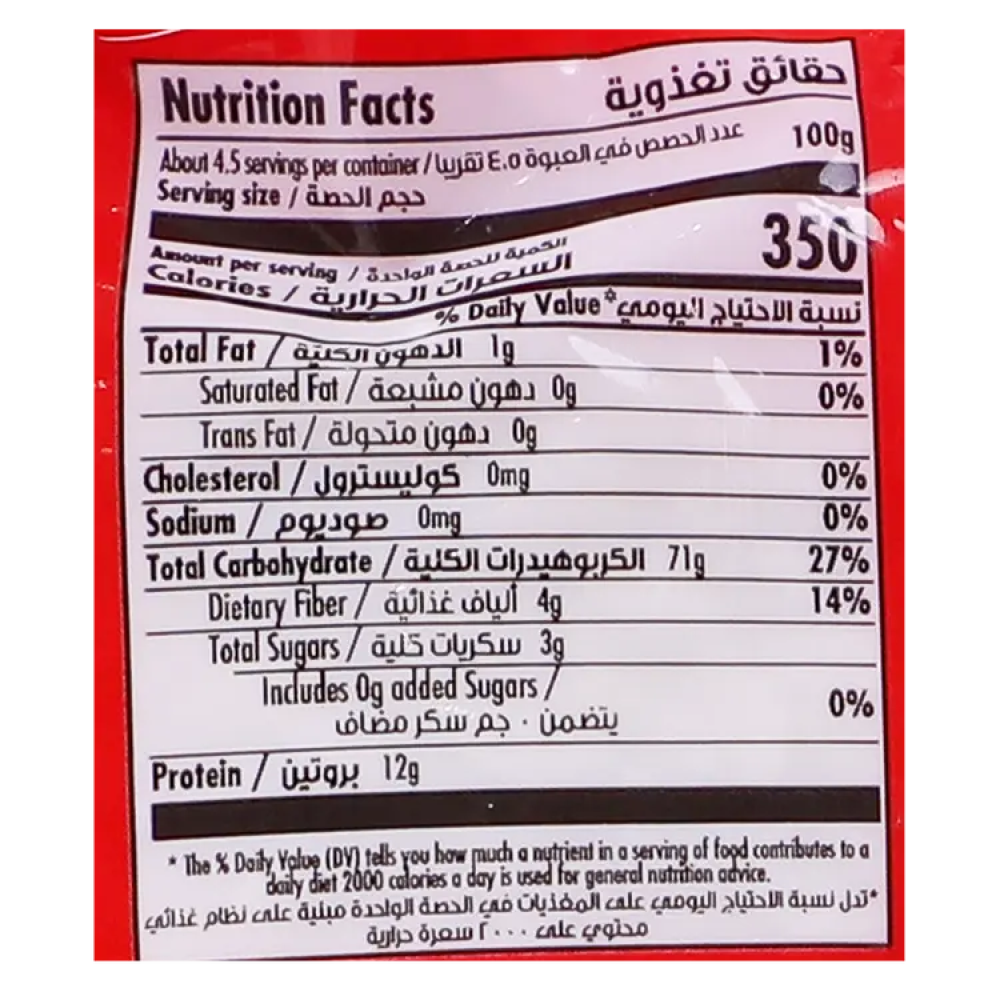 Nutrition Facts حقائق تغذوية
About 4.5 servings per container / عدد الحصص في العبوة ٤.٥ تقريبا
Serving size / حجم الحصة 100g
Amount per serving / الكمية للحصة الواحدة
Calories / السعرات الحرارية 350
% Daily Value* نسبة الاحتياج اليومي*
Total Fat / الدهون الكلية 1g 1%
Saturated Fat / دهون مشبعة 0g 0%
Trans Fat / دهون متحولة 0g
Cholesterol / كوليسترول 0mg 0%
Sodium / صوديوم 0mg 0%
Total Carbohydrate / الكربوهيدرات الكلية 71g 27%
Dietary Fiber / ألياف غذائية 4g 14%
Total Sugars / سكريات كلية 3g
Includes 0g added Sugars / 0%
يتضمن ٠ جم سكر مضاف
Protein / بروتين 12g
* The % Daily Value (DV) tells you how much a nutrient in a serving of food contributes to a
daily diet 2000 calories a day is used for general nutrition advice.
*تدل نسبة الاحتياج اليومي على المغذيات في الحصة الواحدة مبنية على نظام غذائي
محتوي على ٢٠٠٠ سعرة حرارية